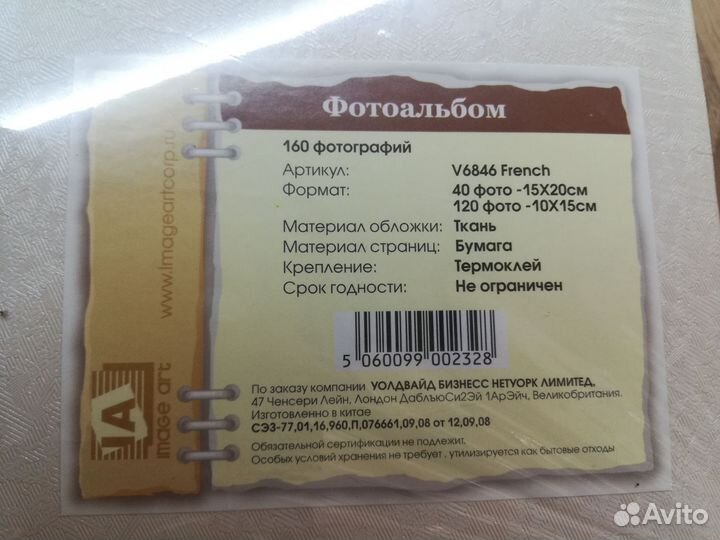 Фотоальбом
160 фотографий
Артикул: V6846 French
Формат: 40 фото -15X20см
120 фото -10X15см
Материал обложки: Ткань
Материал страниц: Бумага
Крепление: Термоклей
Срок годности: Не ограничен
5 060099 002328
По заказу компании УОЛДВАЙД БИЗНЕСС НЕТУОРК ЛИМИТЕД,
47 Ченсери Лейн, Лондон ДаблъюСи2Эй 1АрЭйч, Великобритания.
Изготовлено в китае
СЭЗ-77,01,16,960,П,076661,09,08 от 12,09,08
Обязательной сертификации не подлежит.
Особых условий хранения не требует , утилизируется как бытовые отходы
www.imageartcorp.ru
IA
image art
Avito